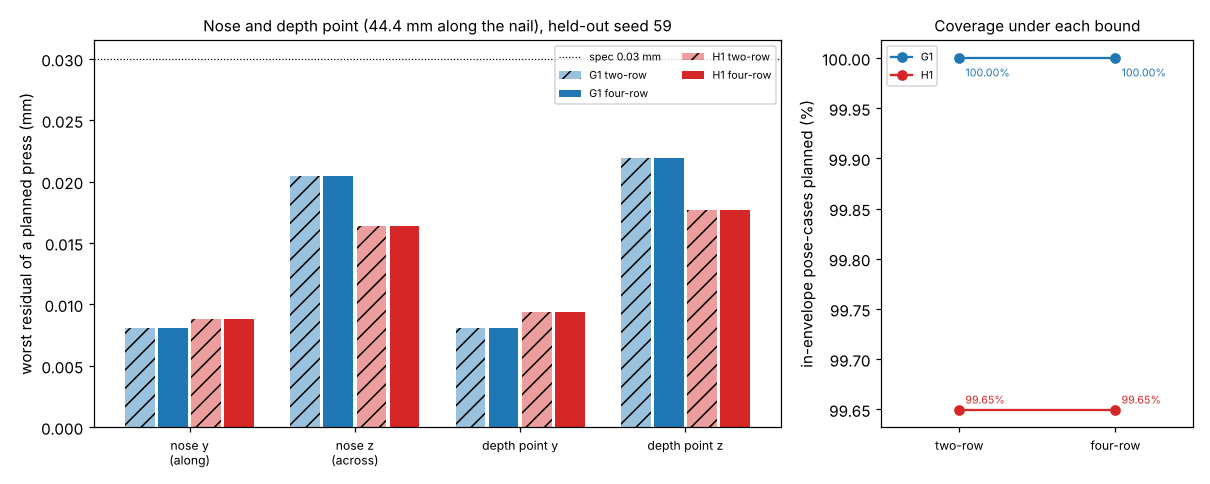 Nose and depth point (44.4 mm along the nail), held-out seed 59
worst residual of a planned press (mm)
0.030
0.025
0.020
0.015
0.010
0.005
0.000
spec 0.03 mm
G1 two-row
G1 four-row
H1 two-row
H1 four-row
nose y
(along)
nose z
(across)
depth point y
depth point z
Coverage under each bound
in-envelope pose-cases planned (%)
100.00
99.95
99.90
99.85
99.80
99.75
99.70
99.65
G1
H1
100.00%
100.00%
99.65%
99.65%
two-row
four-row